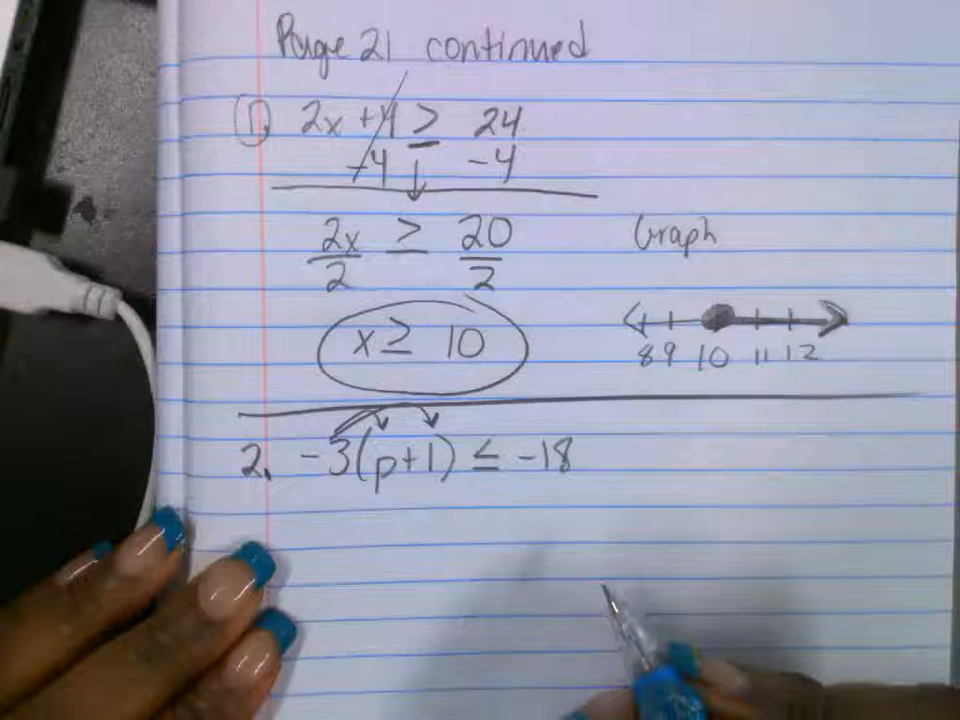 Page 21 continued
1. 2x + 4 ≥ 24
-4 -4
2x ≥ 20
2 2
Graph
x ≥ 10
8 9 10 11 12
2. -3(p+1) ≤ -18